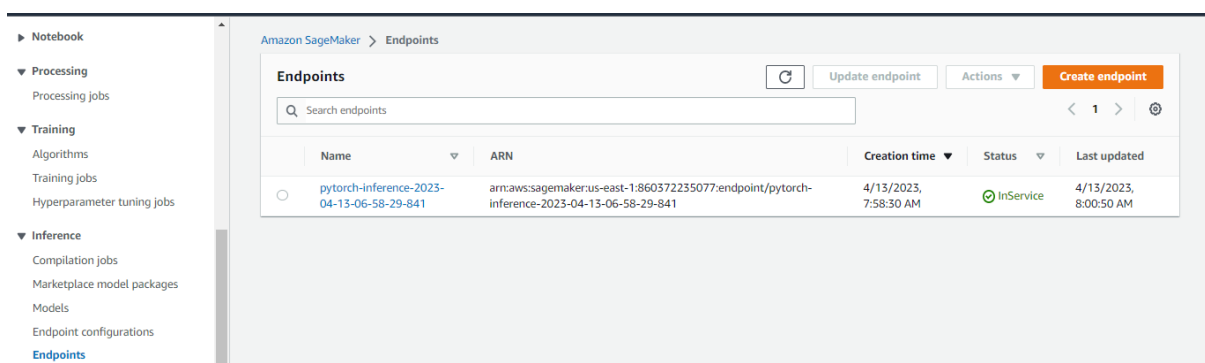 Notebook
Processing
Processing jobs
Training
Algorithms
Training jobs
Hyperparameter tuning jobs
Inference
Compilation jobs
Marketplace model packages
Models
Endpoint configurations
Endpoints
Amazon SageMaker > Endpoints
Endpoints
Update endpoint
Actions
Create endpoint
Search endpoints
1
Name
ARN
Creation time
Status
Last updated
pytorch-inference-2023-
04-13-06-58-29-841
arn:aws:sagemaker:us-east-1:860372235077:endpoint/pytorch-
inference-2023-04-13-06-58-29-841
4/13/2023,
7:58:30 AM
InService
4/13/2023,
8:00:50 AM